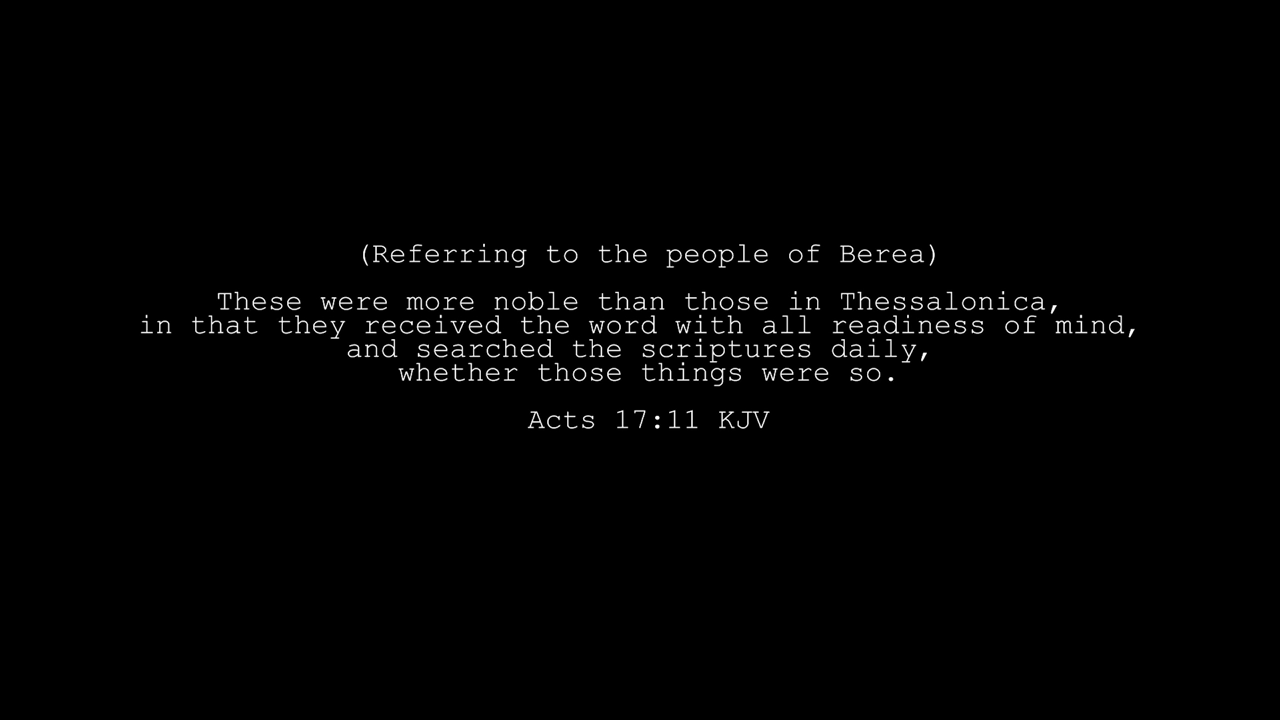 (Referring to the people of Berea)
These were more noble than those in Thessalonica,
in that they received the word with all readiness of mind,
and searched the scriptures daily,
whether those things were so.
Acts 17:11 KJV